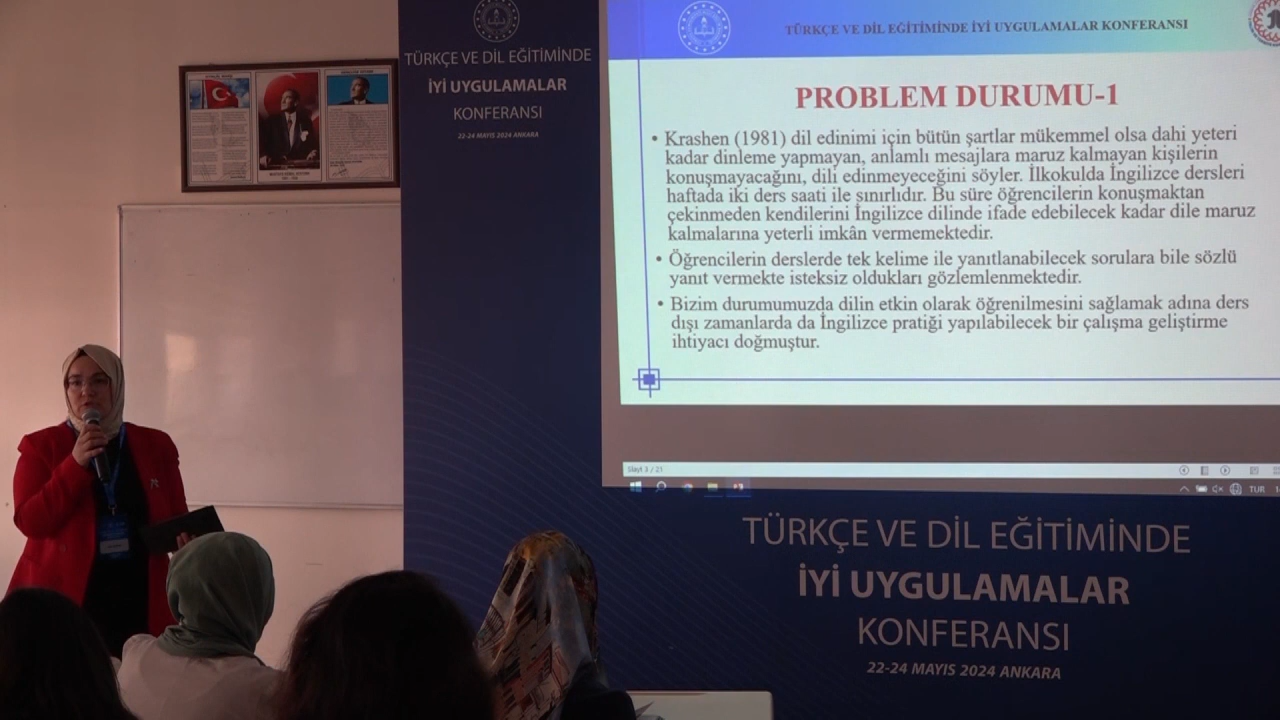 TÜRKÇE VE DİL EĞİTİMİNDE
İYİ UYGULAMALAR
KONFERANSI
22-24 MAYIS 2024 ANKARA
TÜRKÇE VE DİL EĞİTİMİNDE İYİ UYGULAMALAR KONFERANSI
PROBLEM DURUMU-1
• Krashen (1981) dil edinimi için bütün şartlar mükemmel olsa dahi yeteri
kadar dinleme yapmayan, anlamlı mesajlara maruz kalmayan kişilerin
konuşmayacağını, dili edinmeyeceğini söyler. İlkokulda İngilizce dersleri
haftada iki ders saati ile sınırlıdır. Bu süre öğrencilerin konuşmaktan
çekinmeden kendilerini İngilizce dilinde ifade edebilecek kadar dile maruz
kalmalarına yeterli imkân vermemektedir.
• Öğrencilerin derslerde tek kelime ile yanıtlanabilecek sorulara bile sözlü
yanıt vermekte isteksiz oldukları gözlemlenmektedir.
• Bizim durumumuzda dilin etkin olarak öğrenilmesini sağlamak adına ders
dışı zamanlarda da İngilizce pratiği yapılabilecek bir çalışma geliştirme
ihtiyacı doğmuştur.
Slayt 3 / 21
TUR
TÜRKÇE VE DİL EĞİTİMİNDE
İYİ UYGULAMALAR
KONFERANSI
22-24 MAYIS 2024 ANKARA